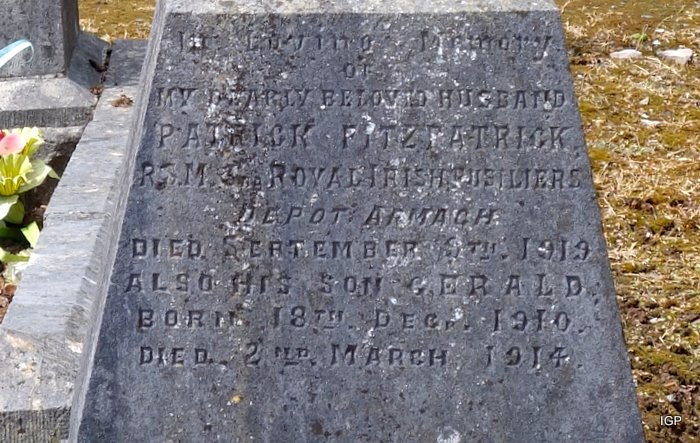 In Loving Memory
of
MY DEARLY BELOVED HUSBAND
PATRICK FITZPATRICK
R.S.M. ROYAL IRISH FUSILIERS
DEPOT ARMAGH
DIED SEPTEMBER 1919
ALSO HIS SON GERALD.
BORN 18TH. DECR. 1910.
DIED 2ND. MARCH 1914.
IGP